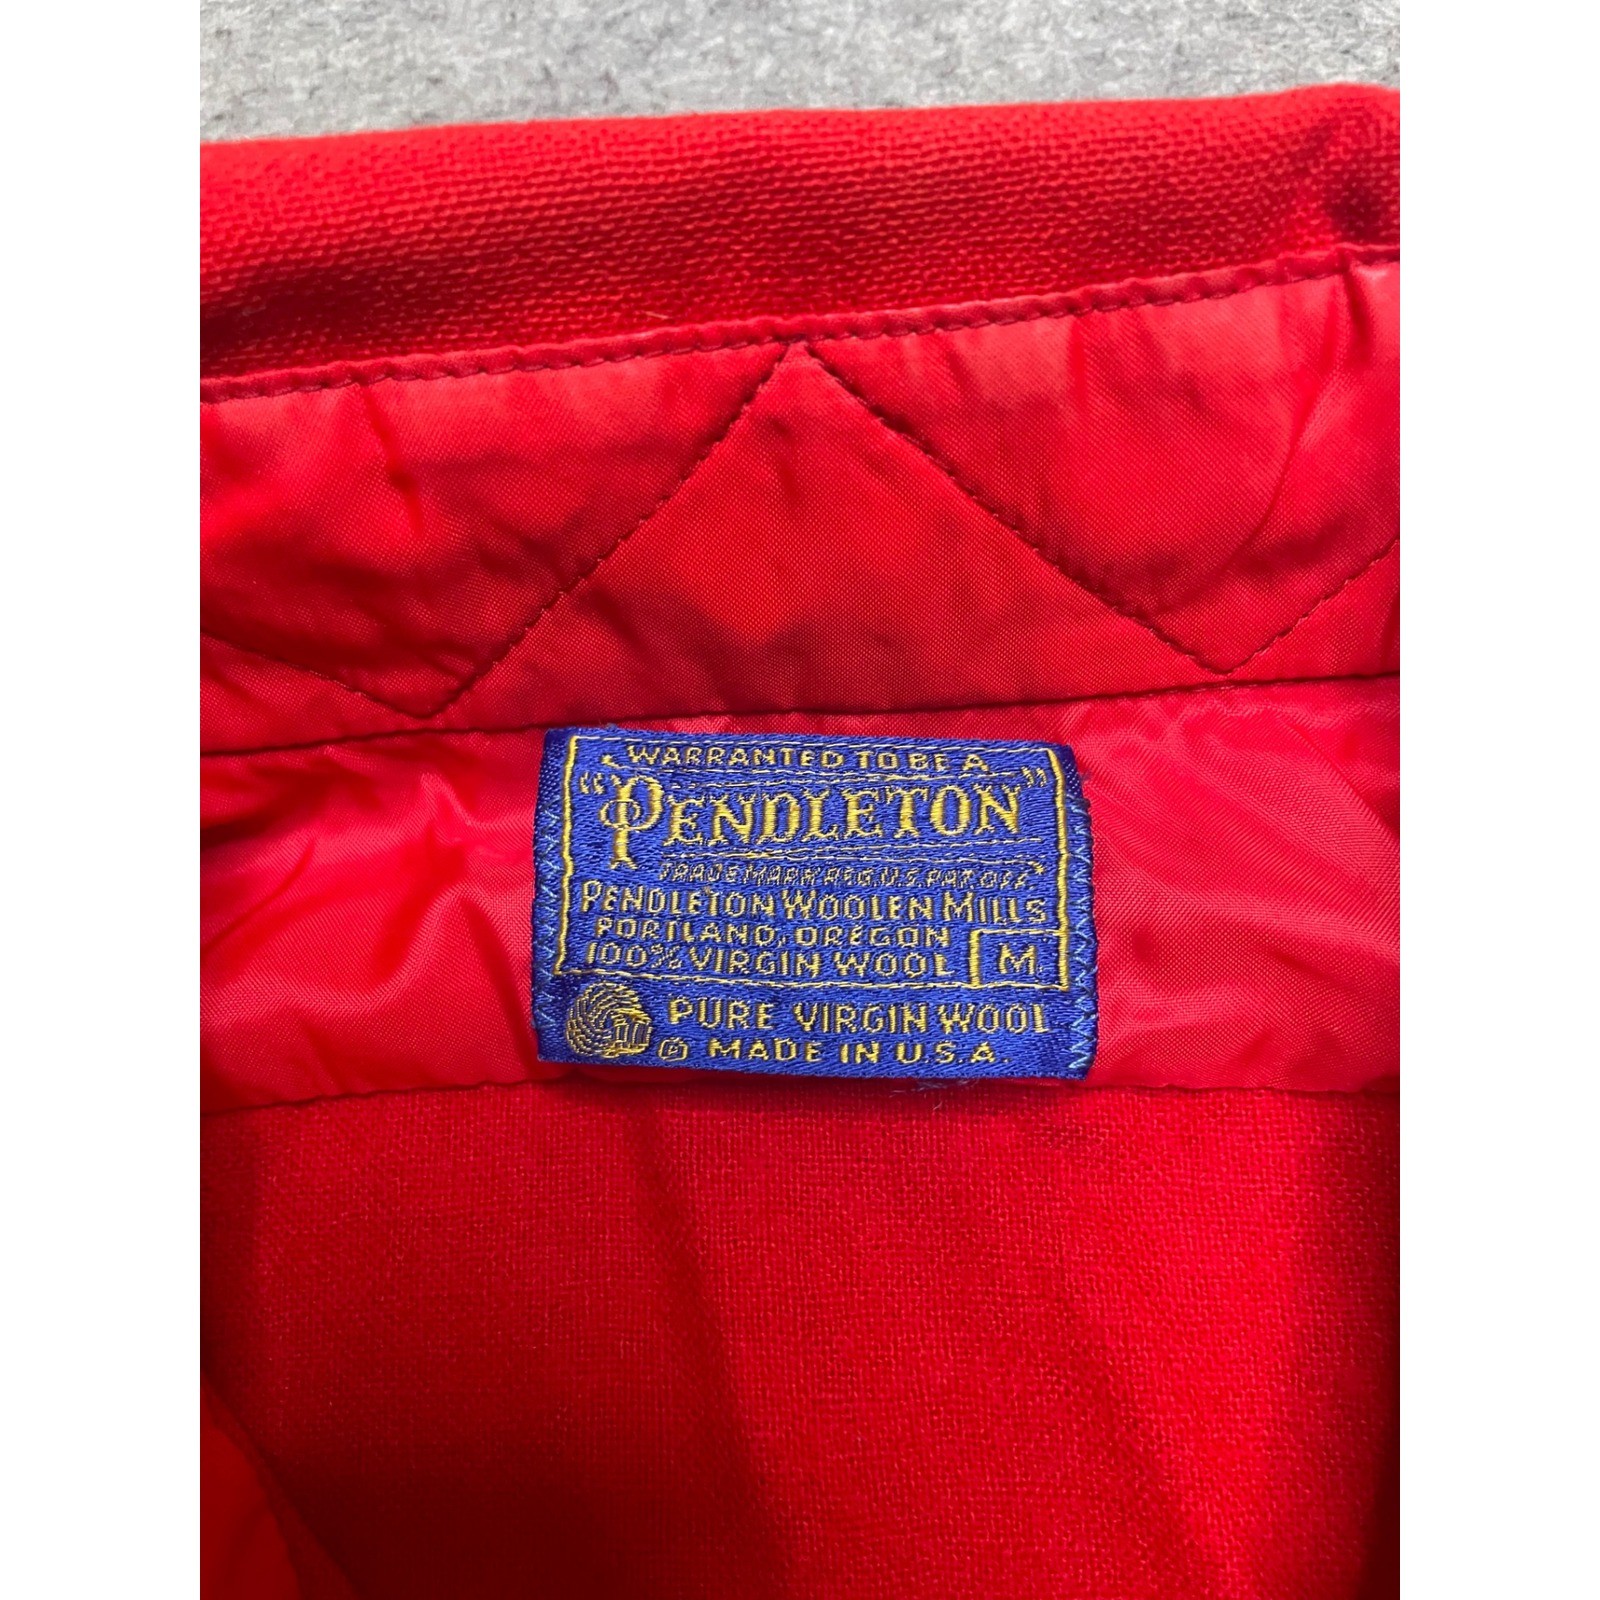 WARRANTED TO BE A
"PENDLETON"
TRADE MARK REG. U.S. PAT. OFF.
PENDLETON WOOLEN MILLS
PORTLAND, OREGON
100% VIRGIN WOOL M
PURE VIRGIN WOOL
Ⓟ MADE IN U.S.A.